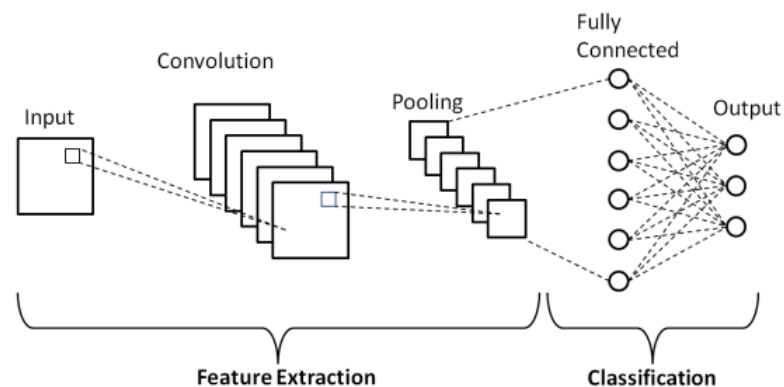 Input
Convolution
Pooling
Fully
Connected
Output
Feature Extraction
Classification